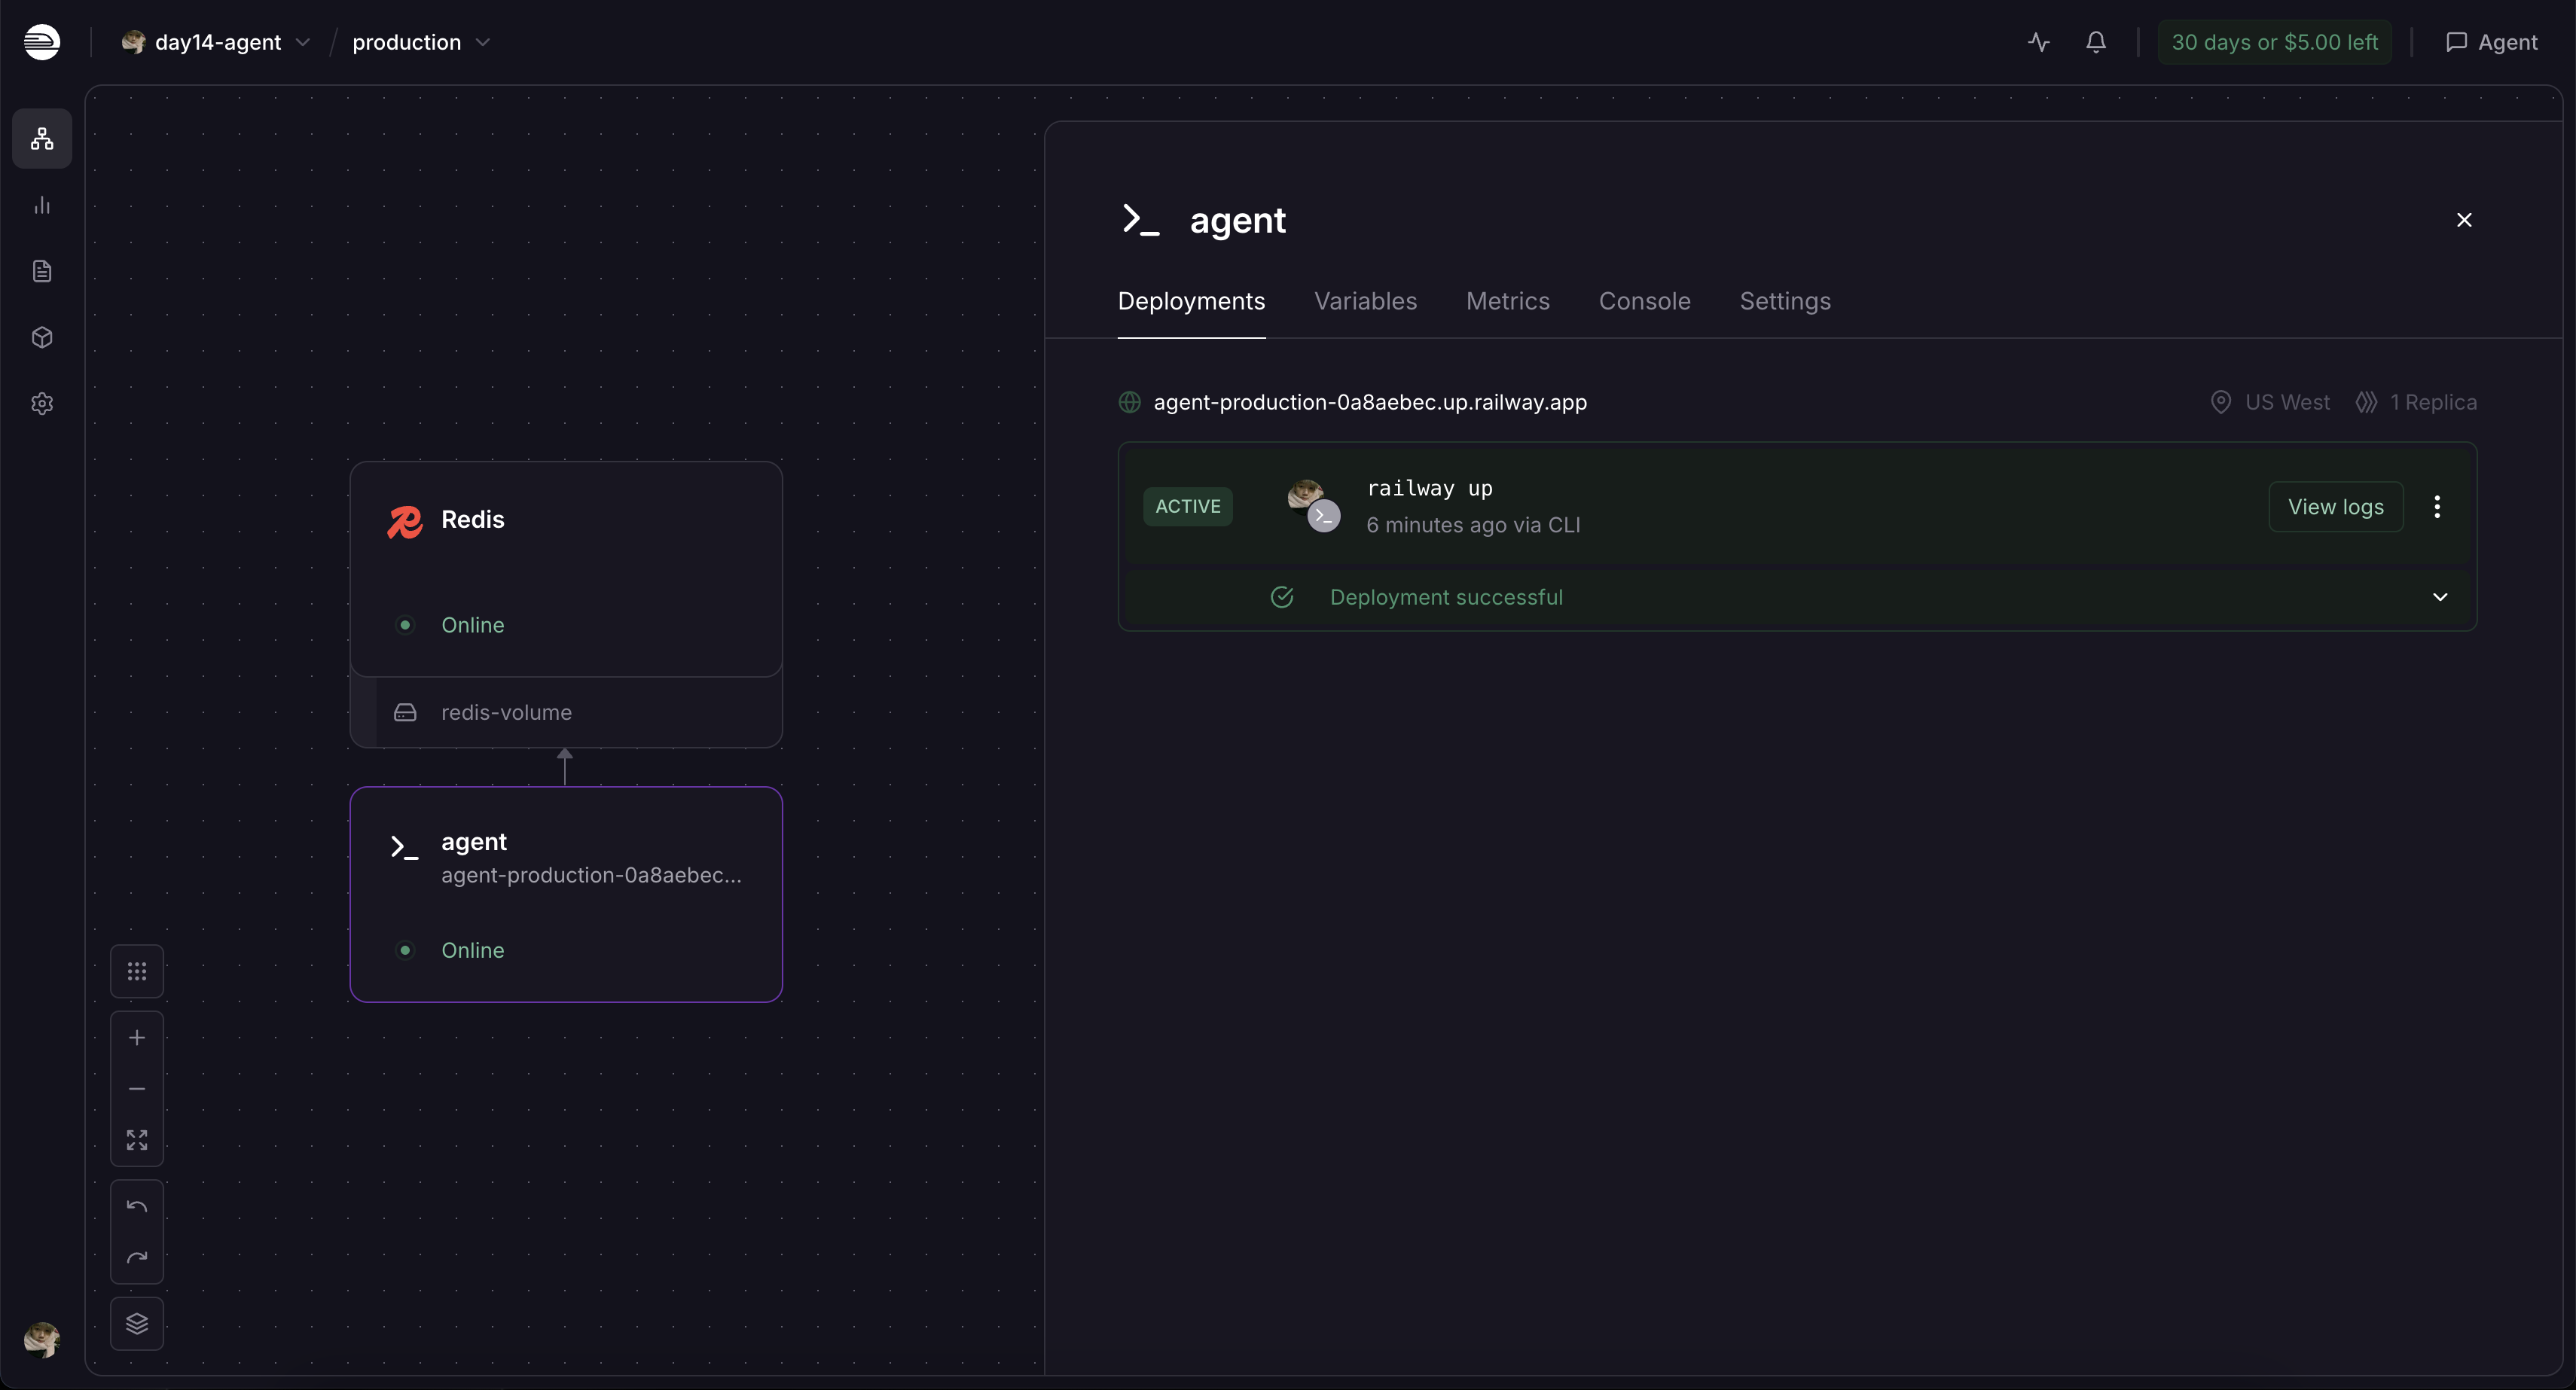 day14-agent
production
30 days or $5.00 left
Agent
Redis
Online
redis-volume
agent
agent-production-0a8aebec...
Online
agent
Deployments
Variables
Metrics
Console
Settings
agent-production-0a8aebec.up.railway.app
US West
1 Replica
ACTIVE
railway up
6 minutes ago via CLI
View logs
Deployment successful